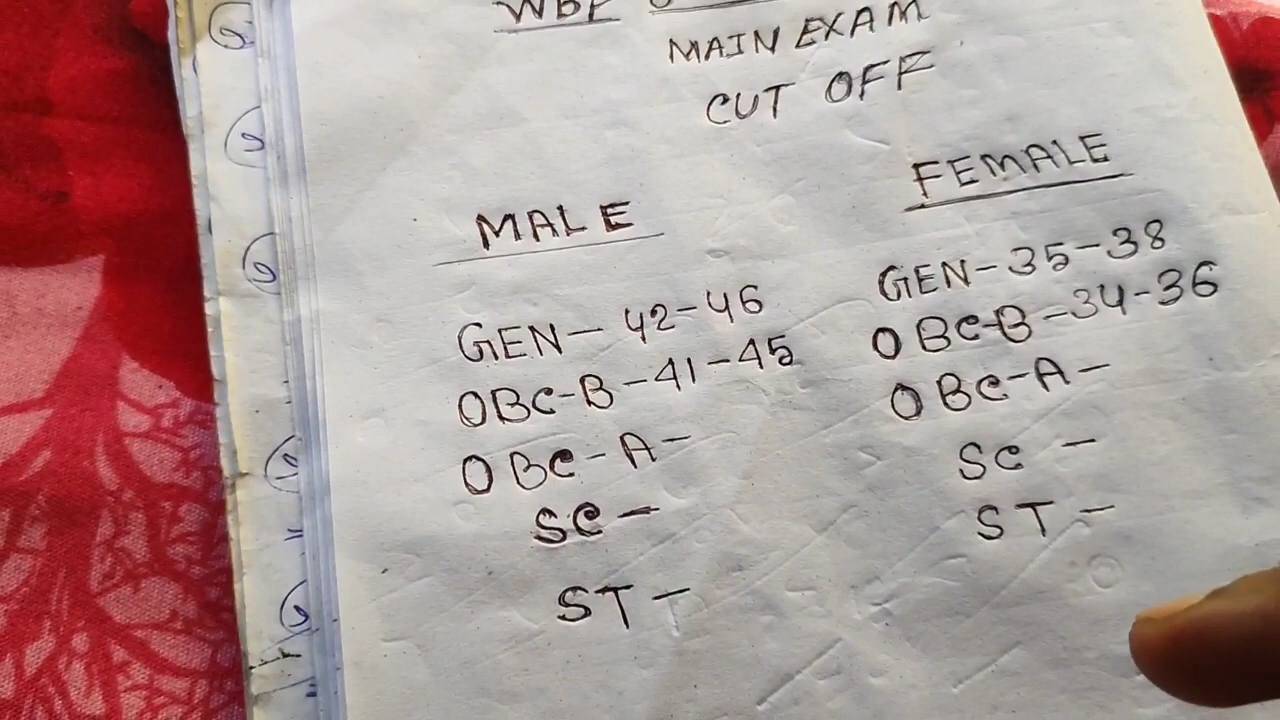 WBP
MAIN EXAM
CUT OFF
MALE
GEN- 42-46
OBC-B-41-45
OBC-A-
SC-
ST-
FEMALE
GEN-35-38
OBC-B-34-36
OBC-A-
SC -
ST-